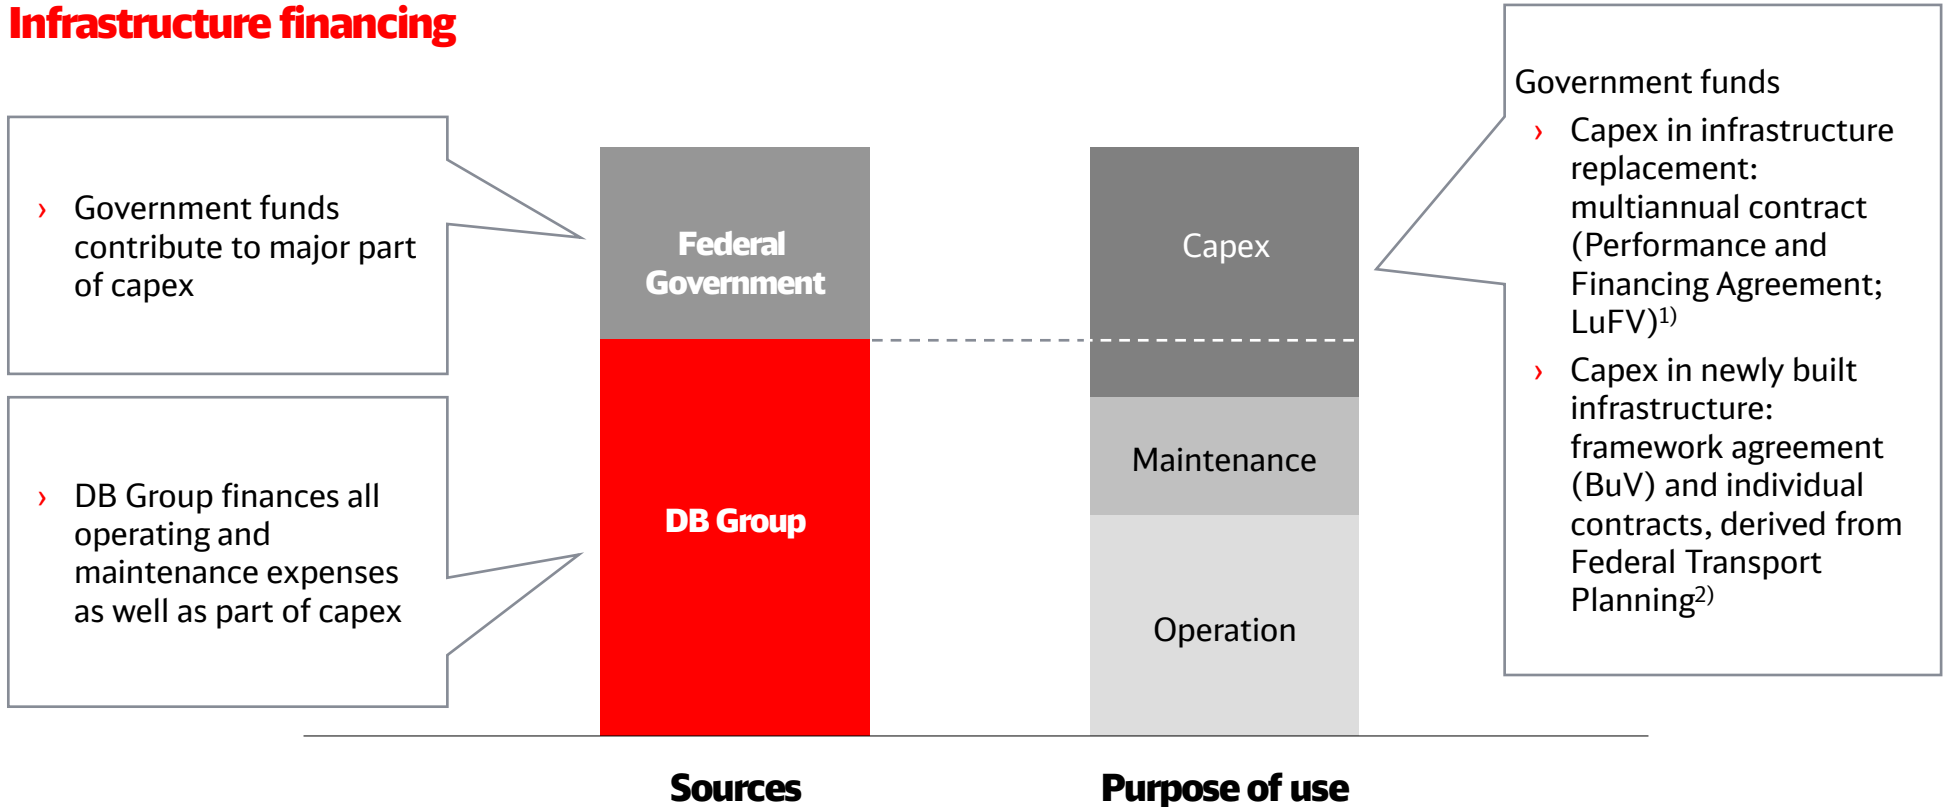 Infrastructure financing
› Government funds
contribute to major part
of capex
› DB Group finances all
operating and
maintenance expenses
as well as part of capex
Federal
Government
DB Group
Sources
Capex
Maintenance
Operation
Purpose of use
Government funds
› Capex in infrastructure
replacement:
multiannual contract
(Performance and
Financing Agreement;
LuFV)1)
› Capex in newly built
infrastructure:
framework agreement
(BuV) and individual
contracts, derived from
Federal Transport
Planning2)